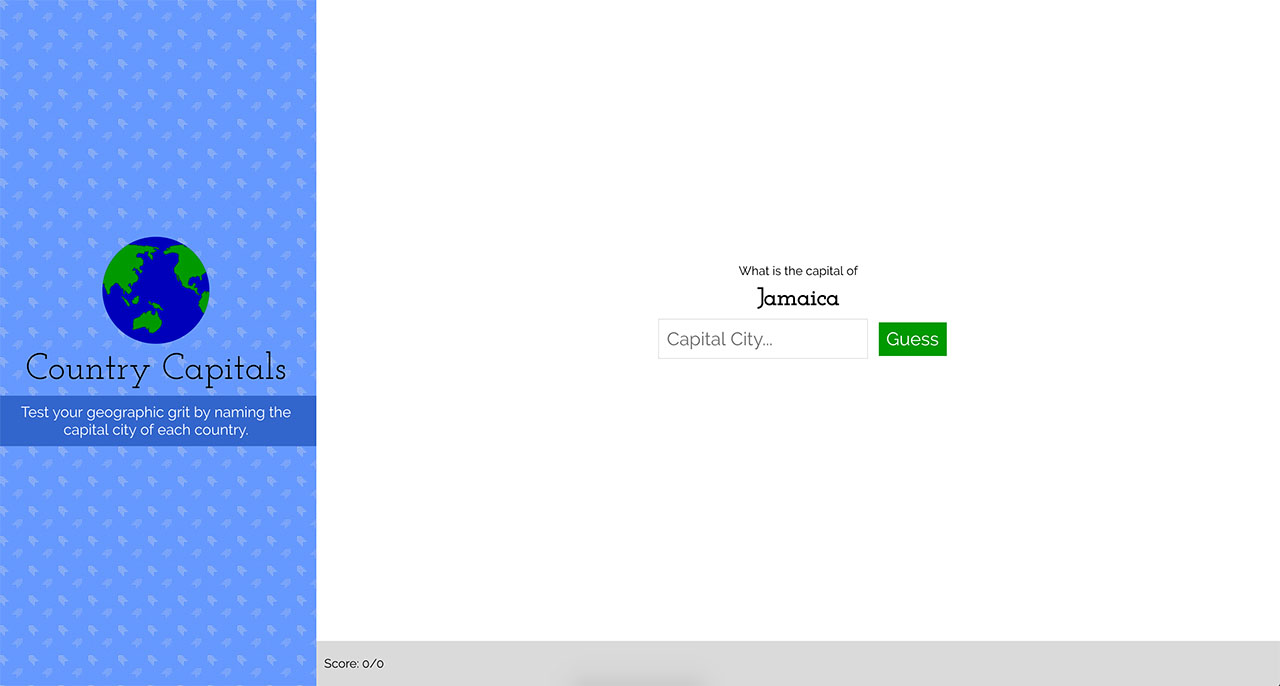 Country Capitals
Test your geographic grit by naming the
capital city of each country.
What is the capital of
Jamaica
Capital City...
Guess
Score: 0/0